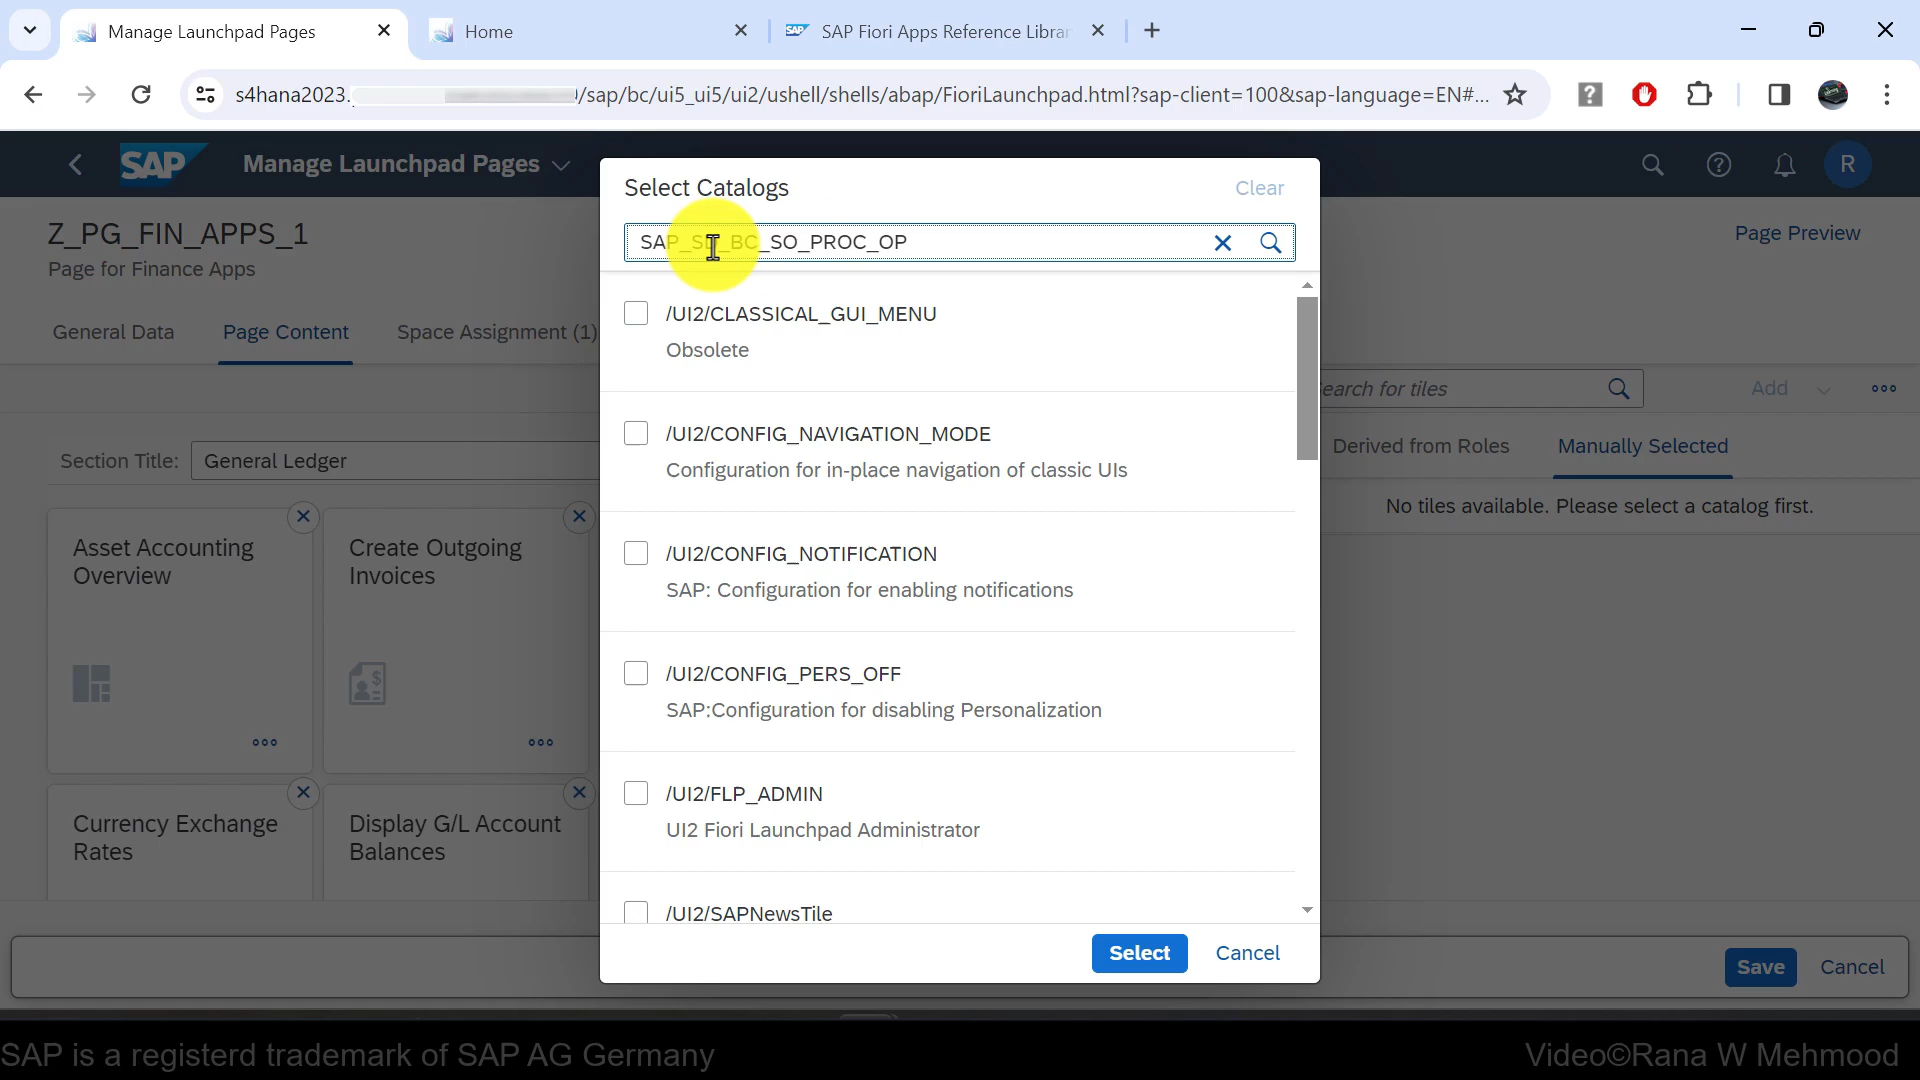 Manage Launchpad Pages
Home
SAP Fiori Apps Reference Librar
s4hana2023.
/sap/bc/ui5_ui5/ui2/ushell/shells/abap/FioriLaunchpad.html?sap-client=100&sap-language=EN#...
SAP
Manage Launchpad Pages
R
Z_PG_FIN_APPS_1
Page for Finance Apps
Page Preview
General Data
Page Content
Space Assignment (1)
earch for tiles
Add
Section Title:
General Ledger
Derived from Roles
Manually Selected
No tiles available. Please select a catalog first.
Asset Accounting
Overview
Create Outgoing
Invoices
Currency Exchange
Rates
Display G/L Account
Balances
Select Catalogs
Clear
SAP_SD_BC_SO_PROC_OP
/UI2/CLASSICAL_GUI_MENU
Obsolete
/UI2/CONFIG_NAVIGATION_MODE
Configuration for in-place navigation of classic UIs
/UI2/CONFIG_NOTIFICATION
SAP: Configuration for enabling notifications
/UI2/CONFIG_PERS_OFF
SAP:Configuration for disabling Personalization
/UI2/FLP_ADMIN
UI2 Fiori Launchpad Administrator
/UI2/SAPNewsTile
Select
Cancel
Save
Cancel
SAP is a registerd trademark of SAP AG Germany
Video©Rana W Mehmood